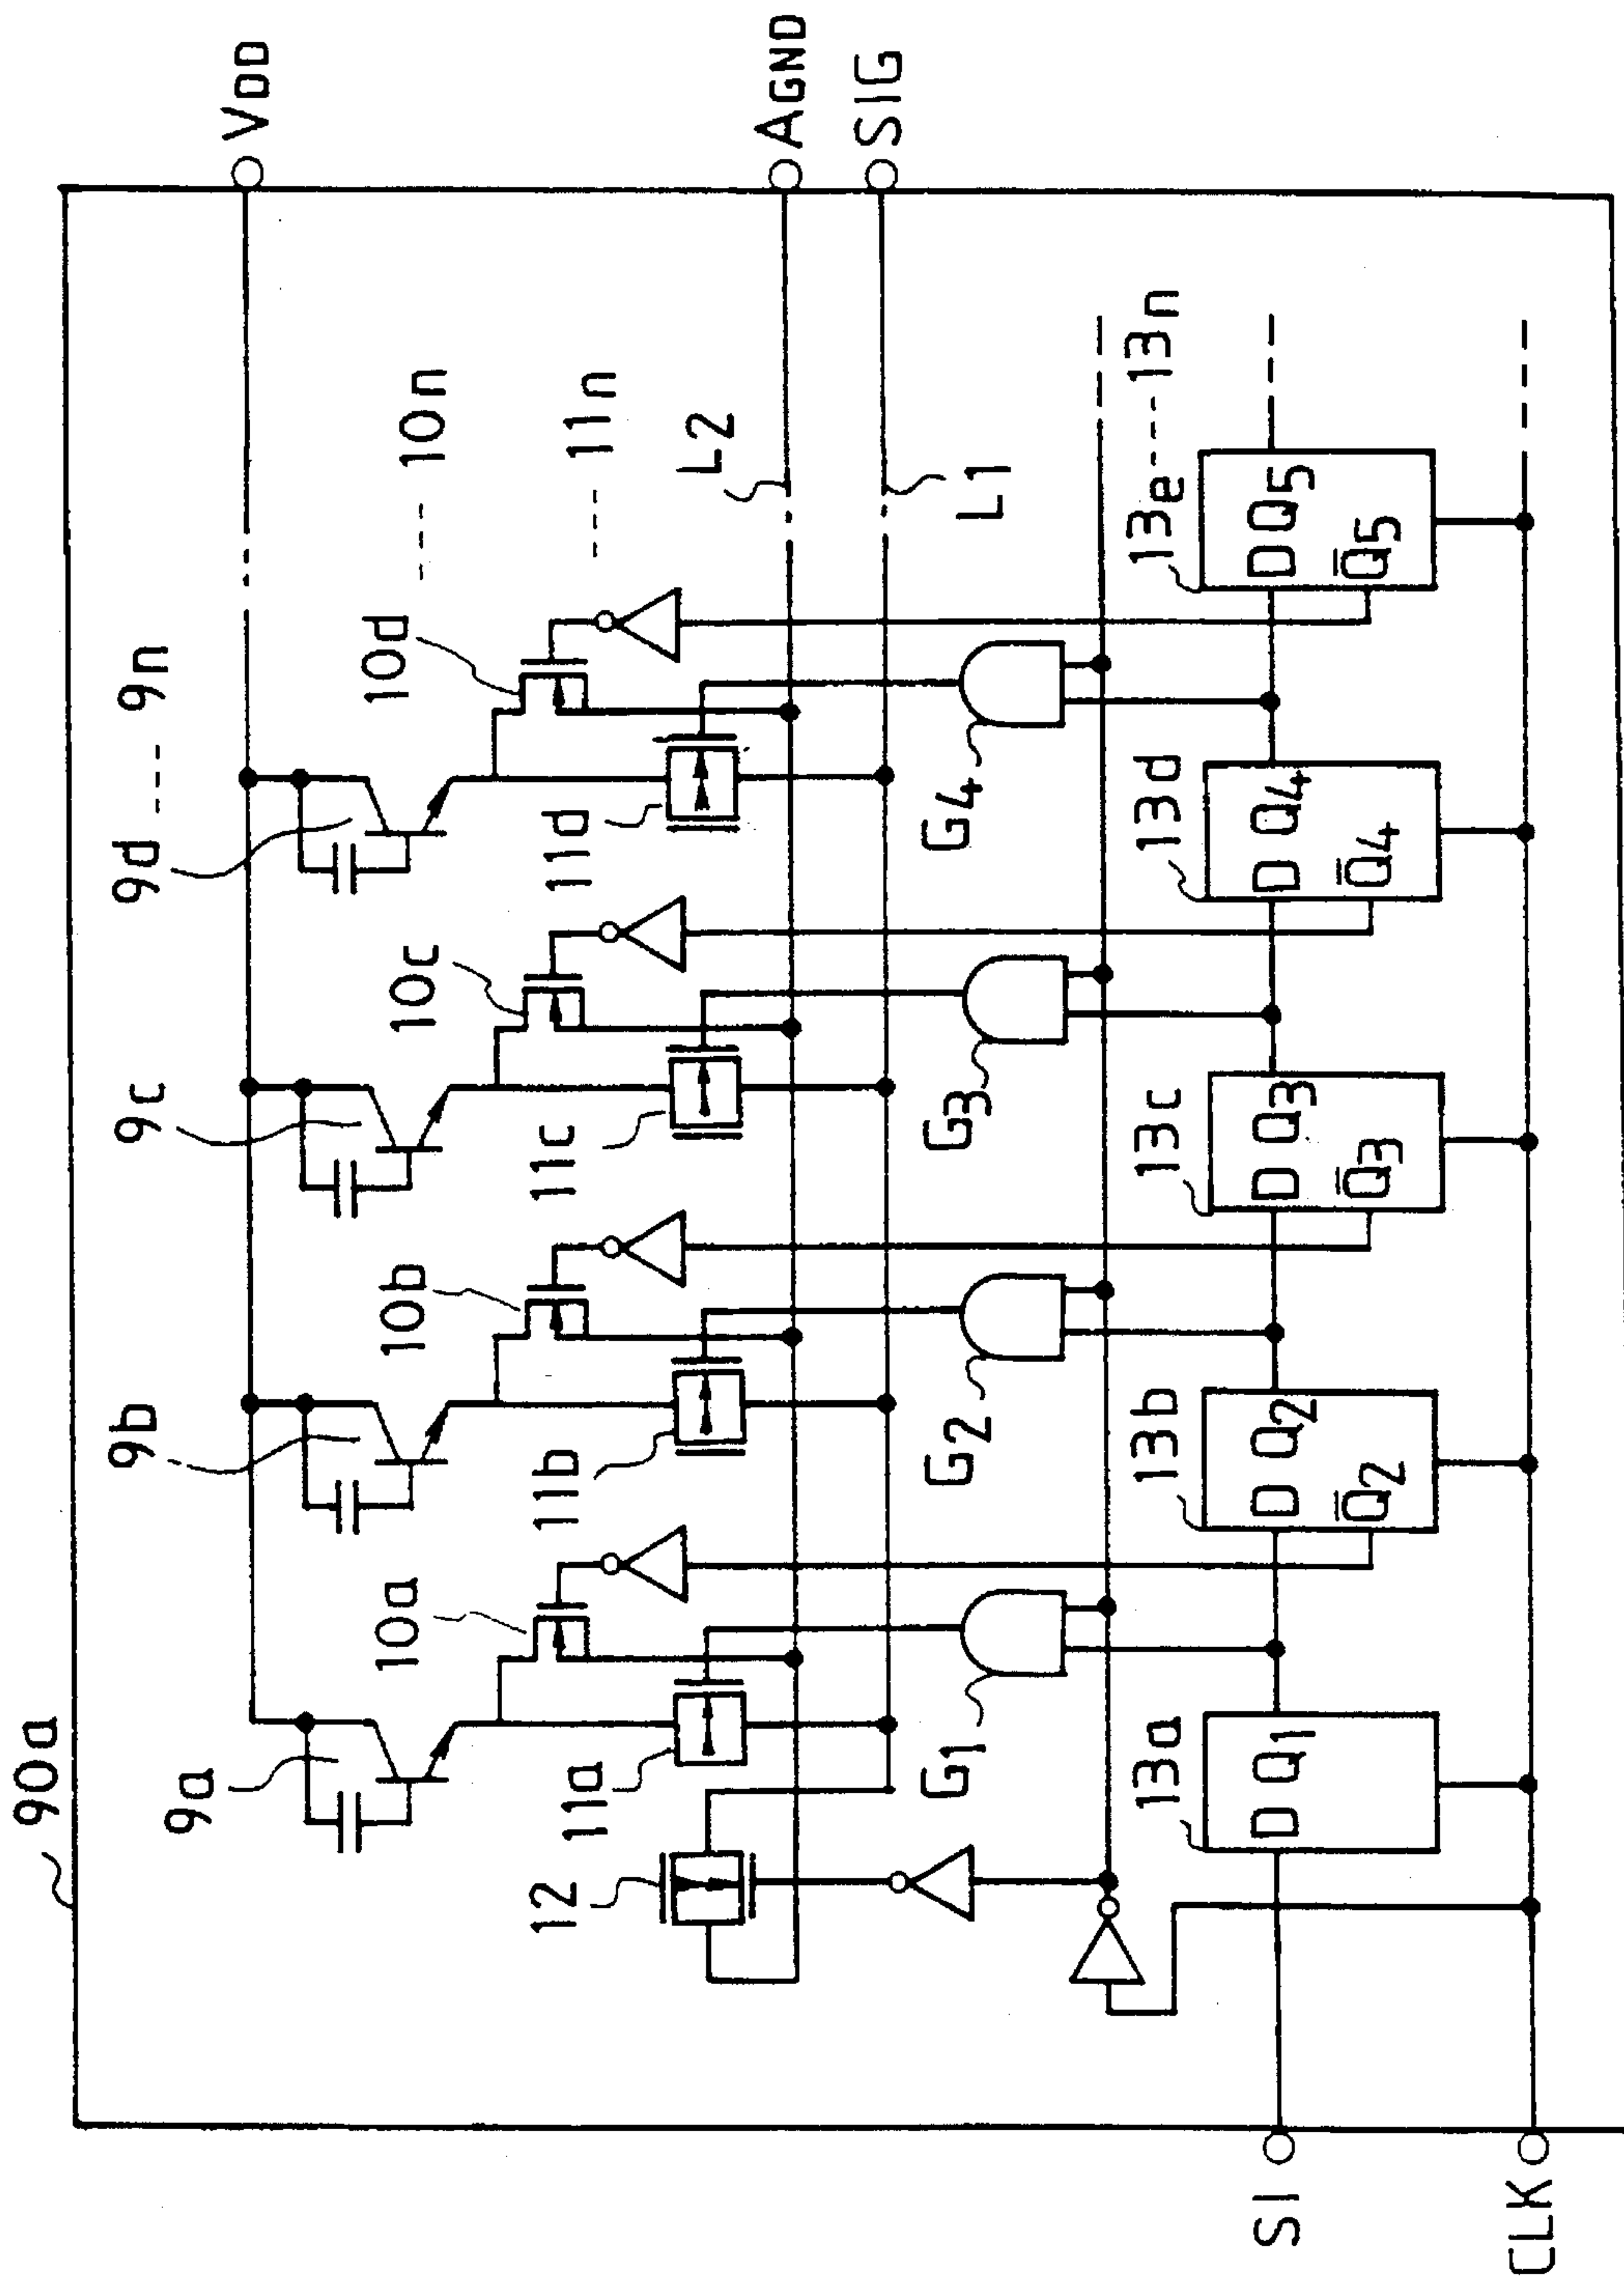 90a
VDD
9a
9b
9c
9d ---- 9n
10a
10b
10c
10d
--- 10n
11a
11b
11c
11d
--- 11n
12
L2
AGND
SIG
L1
G1
G2
G3
G4
13a
13b
13c
13d
13e ---- 13n
SI
D Q1
D Q2
Q̅2
D Q3
Q̅3
D Q4
Q̅4
D Q5
Q̅5
CLK